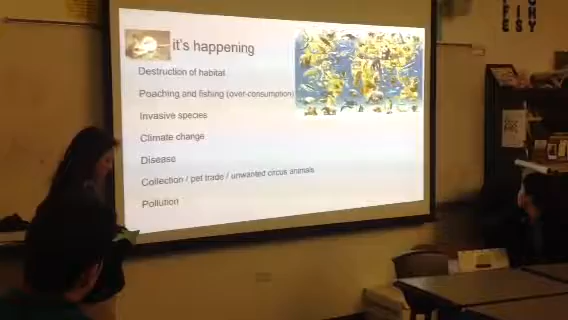 it's happening
Destruction of habitat
Poaching and fishing (over-consumption)
Invasive species
Climate change
Disease
Collection / pet trade / unwanted circus animals
Pollution